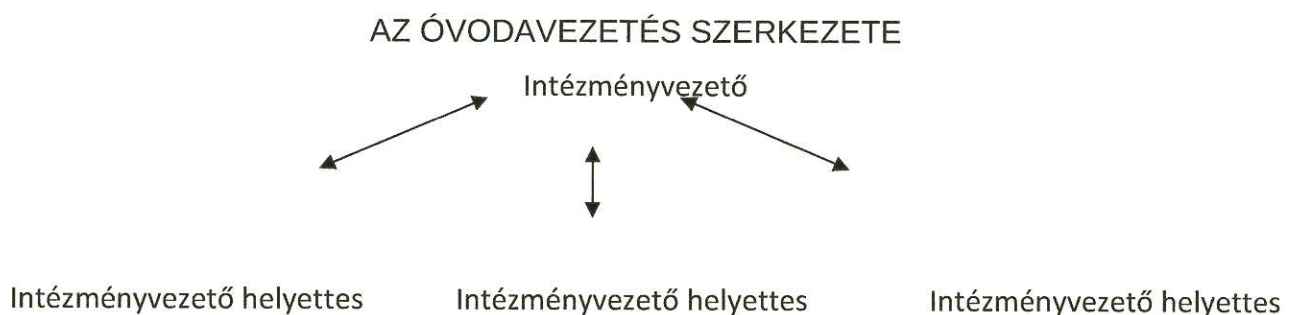 AZ ÓVODAVEZETÉS SZERKEZETE
Intézményvezető
Intézményvezető helyettes Intézményvezető helyettes Intézményvezető helyettes